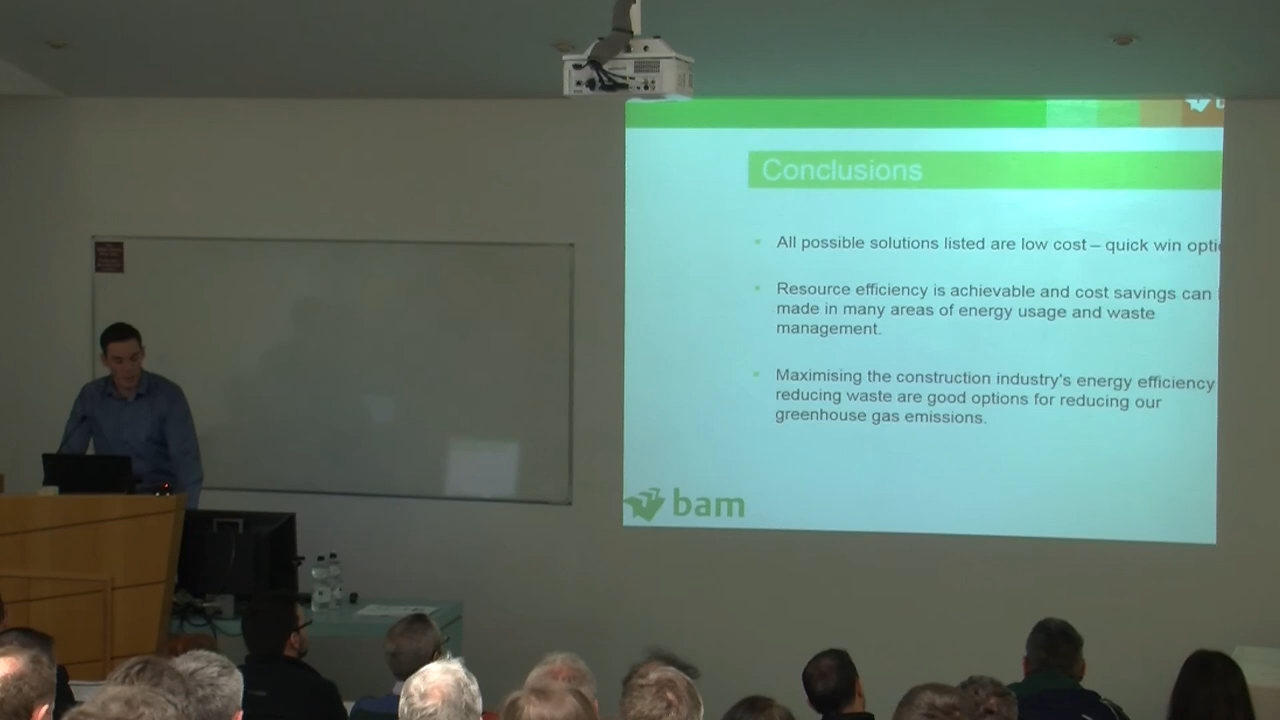 Conclusions
All possible solutions listed are low cost – quick win opti
Resource efficiency is achievable and cost savings can
made in many areas of energy usage and waste
management.
Maximising the construction industry's energy efficiency
reducing waste are good options for reducing our
greenhouse gas emissions.
bam